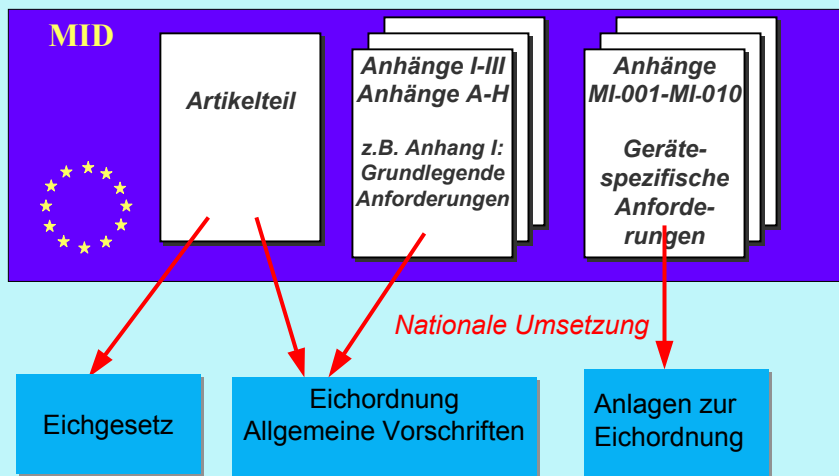 MID
Artikelteil
Anhänge I-III
Anhänge A-H
z.B. Anhang I:
Grundlegende
Anforderungen
Anhänge
MI-001-MI-010
Geräte-
spezifische
Anforde-
rungen
Nationale Umsetzung
Eichgesetz
Eichordnung
Allgemeine Vorschriften
Anlagen zur
Eichordnung